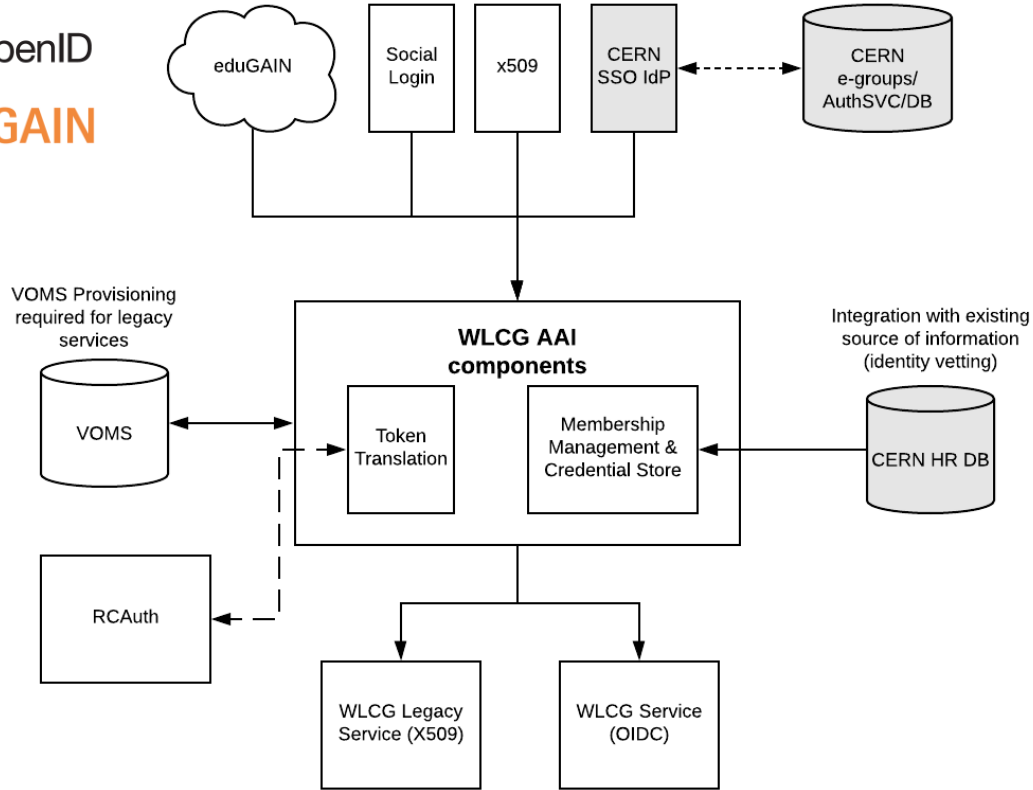 penID
GAIN
eduGAIN
Social
Login
x509
CERN
SSO IdP
CERN
e-groups/
AuthSVC/DB
VOMS Provisioning
required for legacy
services
VOMS
WLCG AAI
components
Token
Translation
Membership
Management &
Credential Store
Integration with existing
source of information
(identity vetting)
CERN HR DB
RCAuth
WLCG Legacy
Service (X509)
WLCG Service
(OIDC)